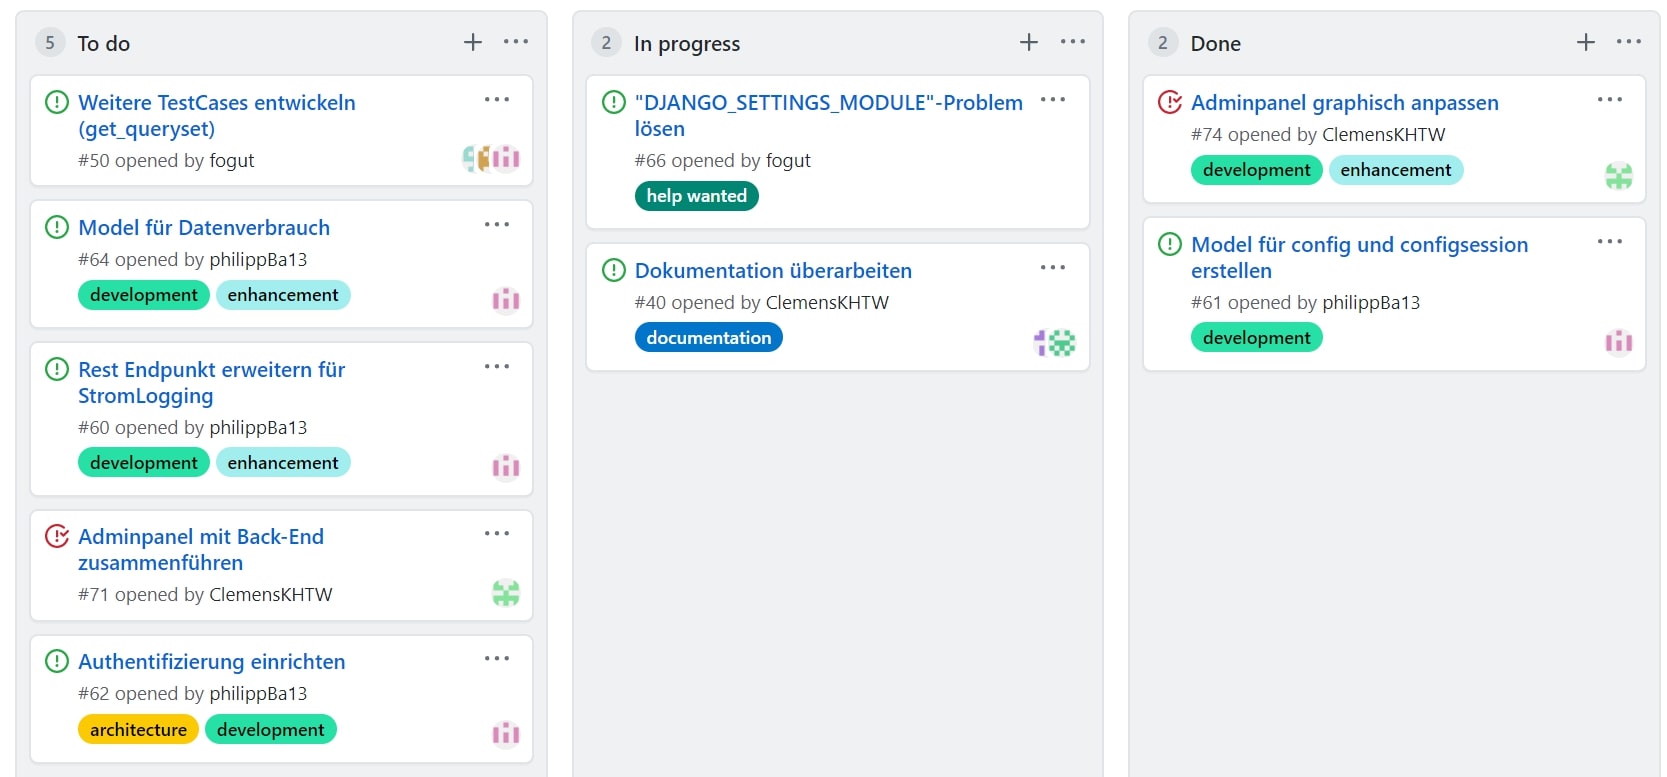 5 To do
Weitere TestCases entwickeln
(get_queryset)
#50 opened by fogut
Model für Datenverbrauch
#64 opened by philippBa13
development enhancement
Rest Endpunkt erweitern für
StromLogging
#60 opened by philippBa13
development enhancement
Adminpanel mit Back-End
zusammenführen
#71 opened by ClemensKHTW
Authentifizierung einrichten
#62 opened by philippBa13
architecture development
2 In progress
"DJANGO_SETTINGS_MODULE"-Problem
lösen
#66 opened by fogut
help wanted
Dokumentation überarbeiten
#40 opened by ClemensKHTW
documentation
2 Done
Adminpanel graphisch anpassen
#74 opened by ClemensKHTW
development enhancement
Model für config und configsession
erstellen
#61 opened by philippBa13
development